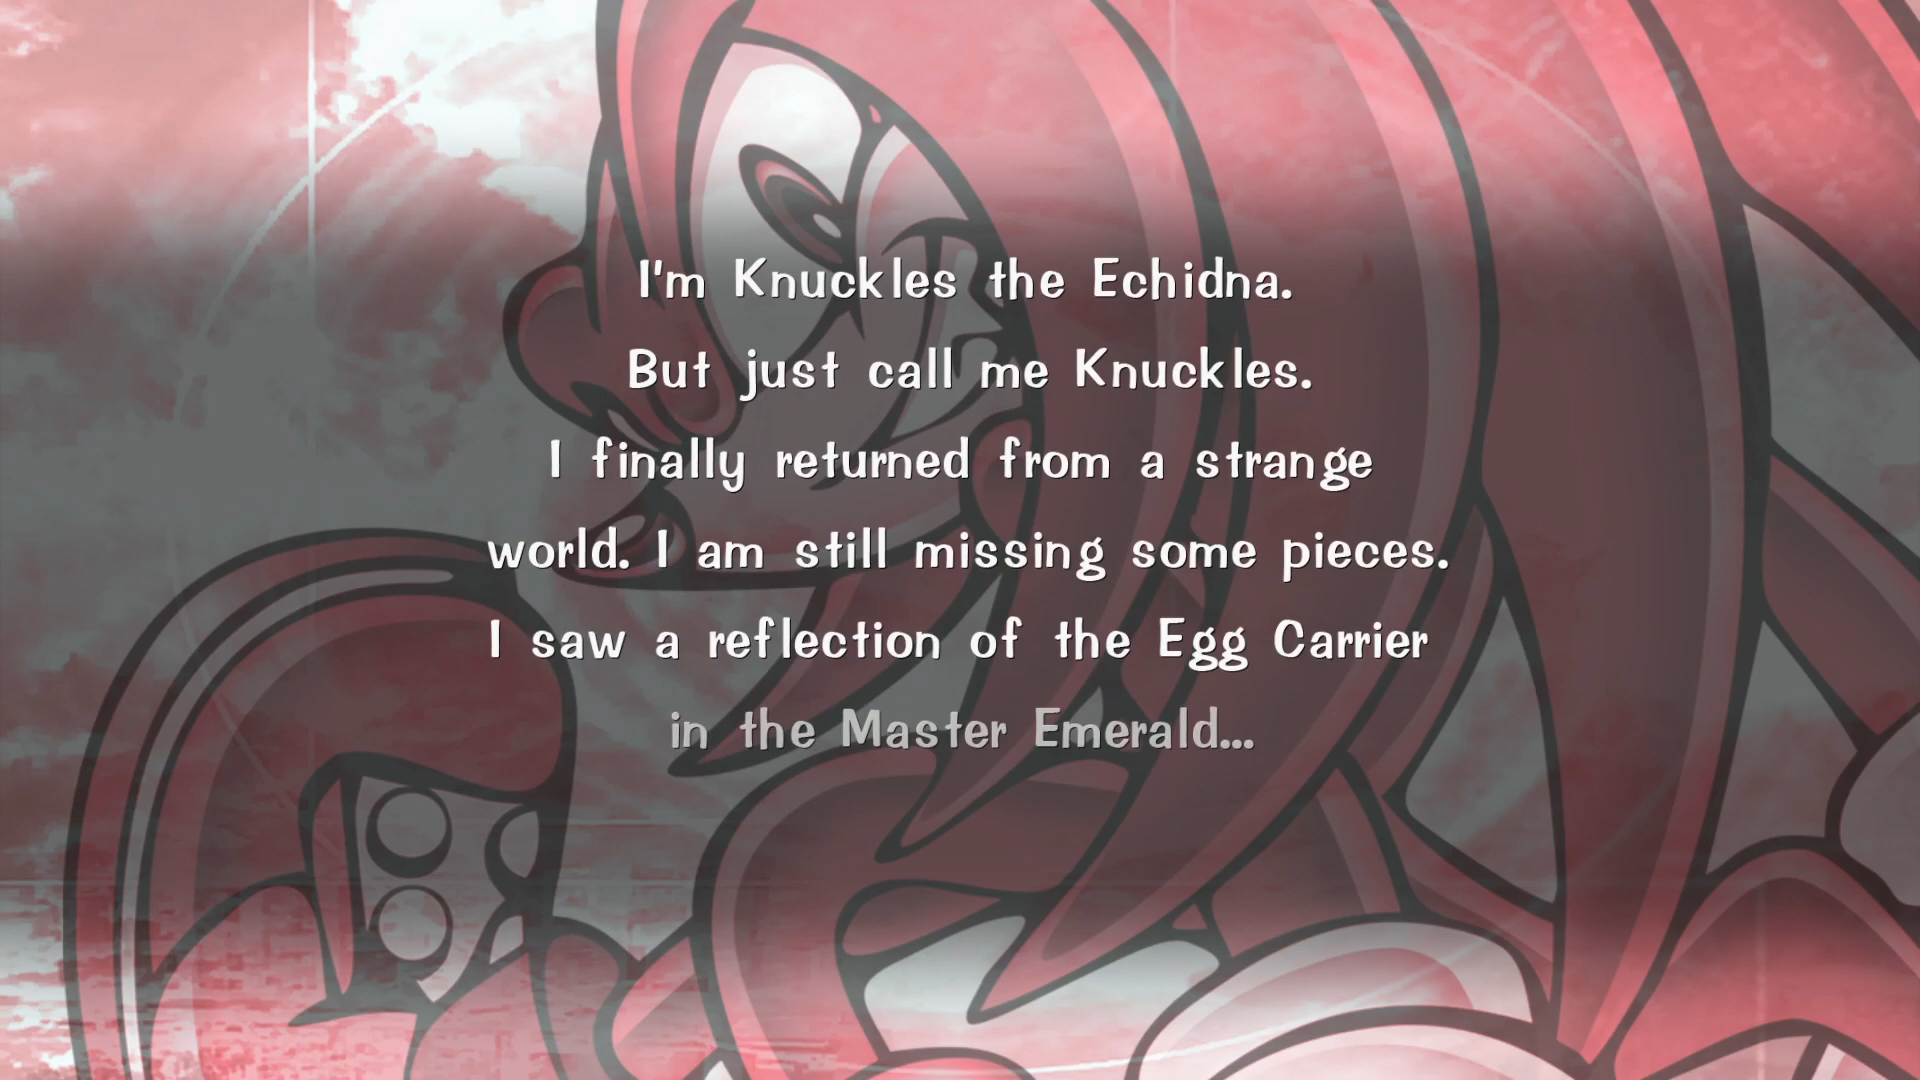 I'm Knuckles the Echidna.
But just call me Knuckles.
I finally returned from a strange
world. I am still missing some pieces.
I saw a reflection of the Egg Carrier
in the Master Emerald...